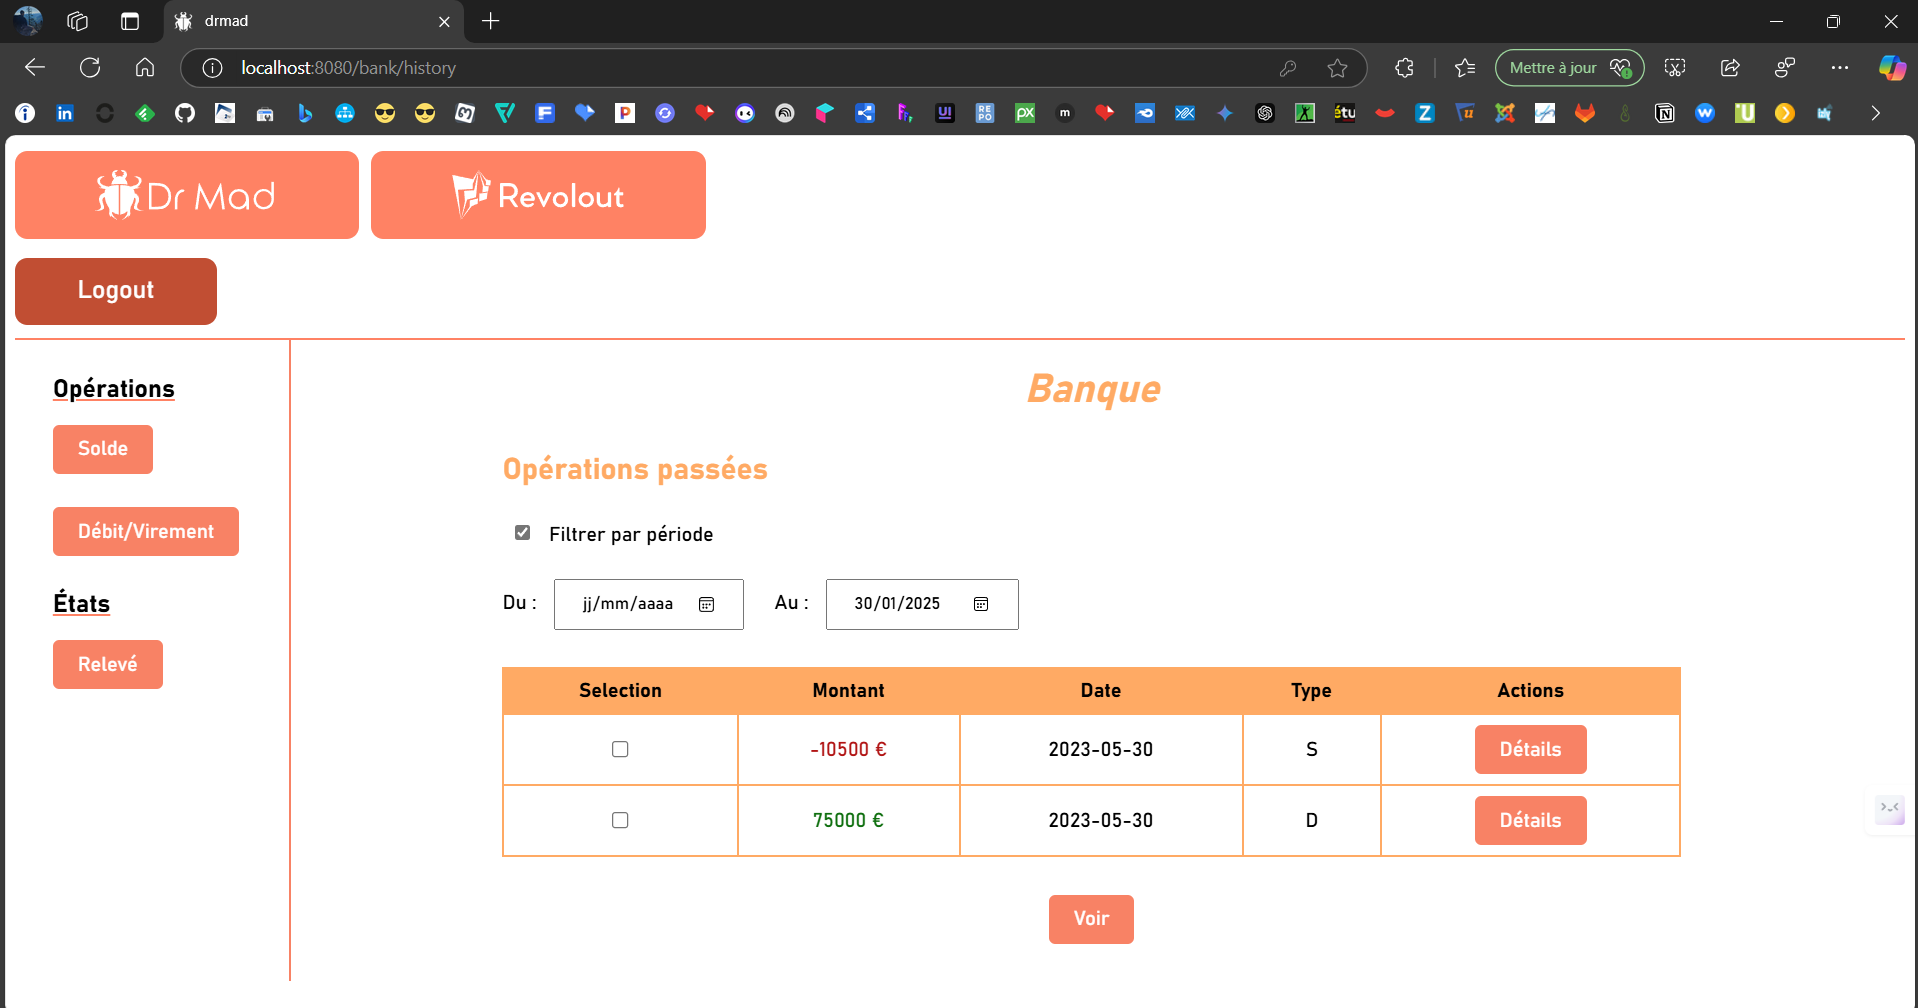 drmad
localhost:8080/bank/history
Mettre à jour
Dr Mad
Revolout
Logout
Opérations
Solde
Débit/Virement
États
Relevé
Banque
Opérations passées
Filtrer par période
Du : jj/mm/aaaa Au : 30/01/2025
Selection Montant Date Type Actions
-10500 € 2023-05-30 S Détails
75000 € 2023-05-30 D Détails
Voir